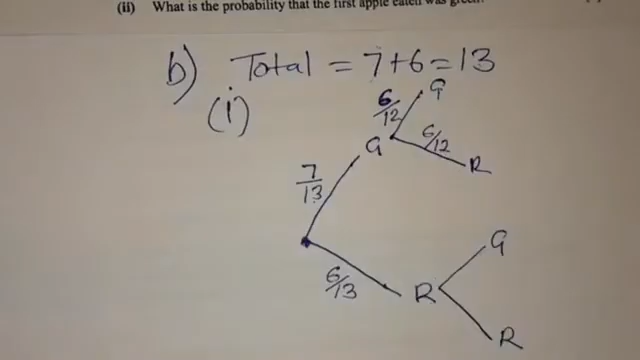 (ii) What is the probability that the first apple eaten was green?
b) Total = 7+6=13
(i)
6/12 G
7/13 G 6/12 R
6/13 R G
R